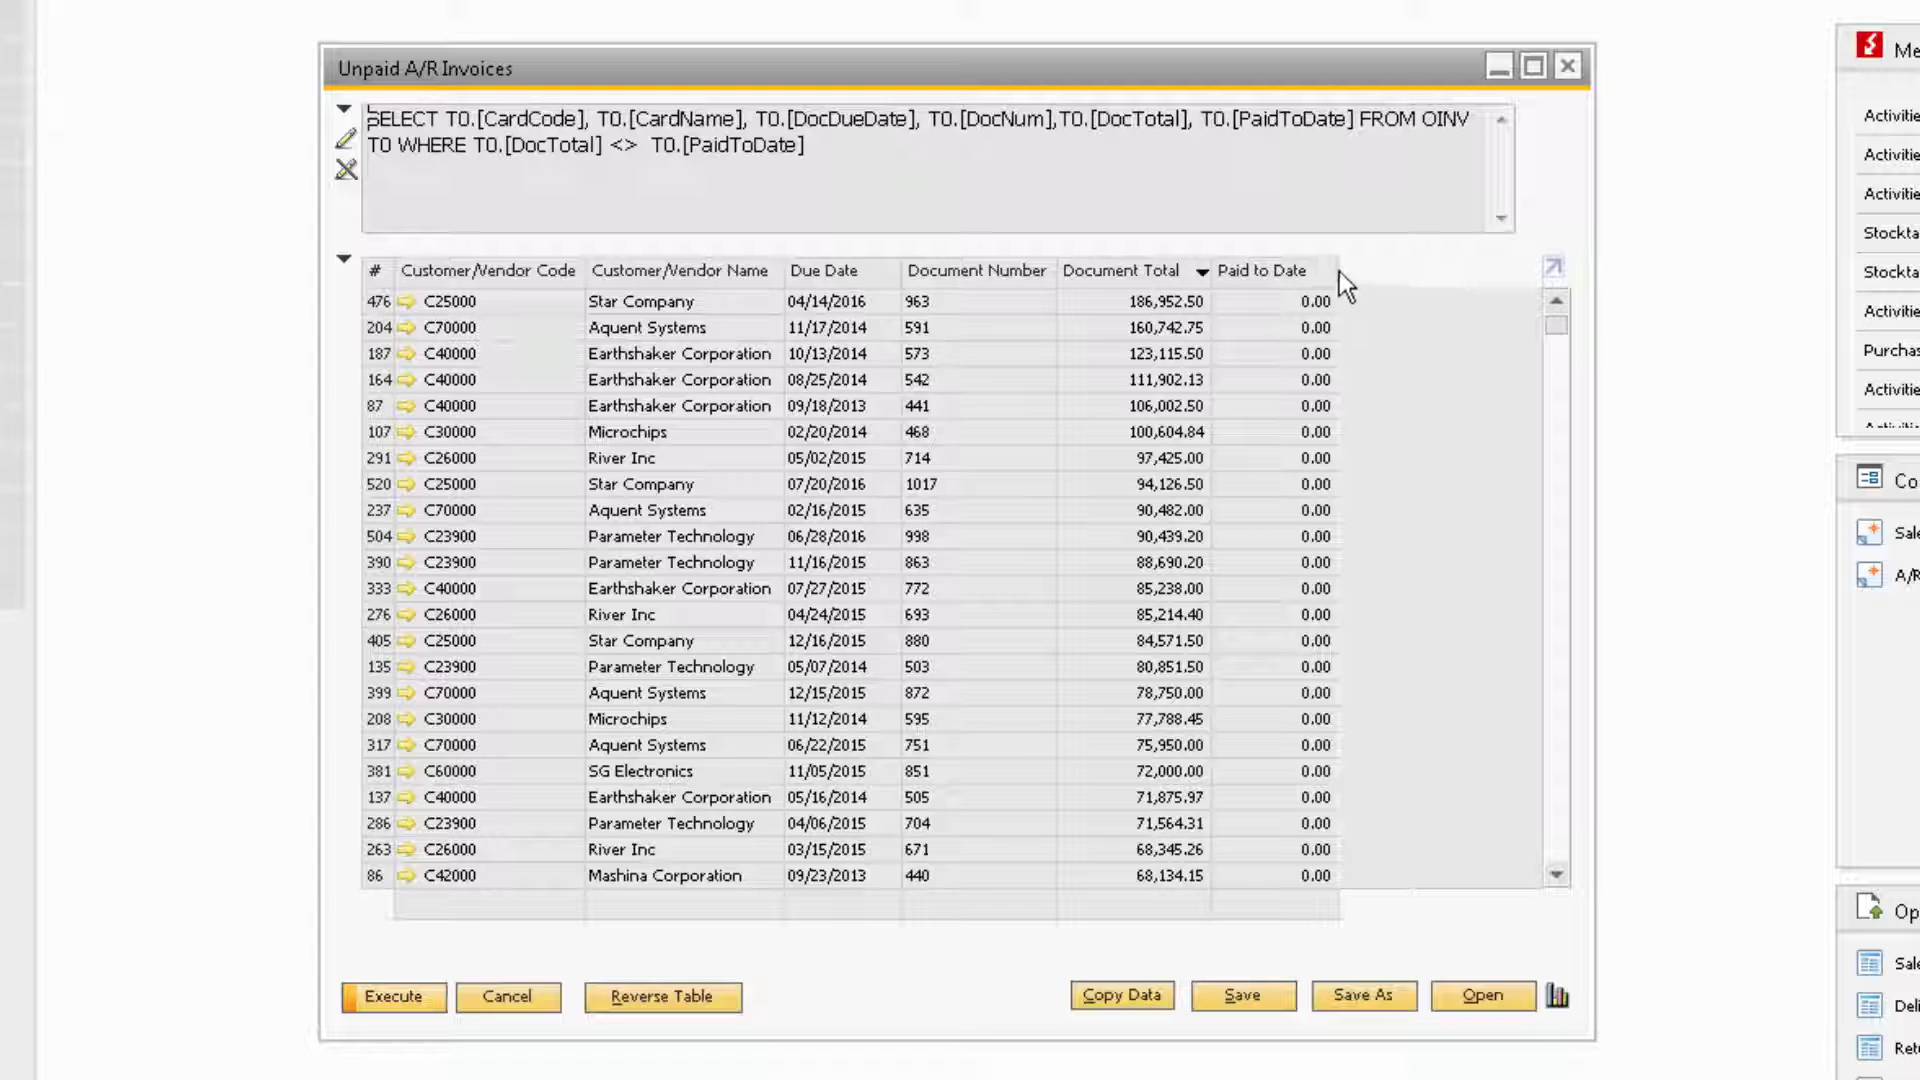 Unpaid A/R Invoices
SELECT T0.[CardCode], T0.[CardName], T0.[DocDueDate], T0.[DocNum],T0.[DocTotal], T0.[PaidToDate] FROM OINV
T0 WHERE T0.[DocTotal] <>  T0.[PaidToDate]
# Customer/Vendor Code Customer/Vendor Name Due Date Document Number Document Total Paid to Date
476 C25000 Star Company 04/14/2016 963 186,952.50 0.00
204 C70000 Aquent Systems 11/17/2014 591 160,742.75 0.00
187 C40000 Earthshaker Corporation 10/13/2014 573 123,115.50 0.00
164 C40000 Earthshaker Corporation 08/25/2014 542 111,902.13 0.00
87 C40000 Earthshaker Corporation 09/18/2013 441 106,002.50 0.00
107 C30000 Microchips 02/20/2014 468 100,604.84 0.00
291 C26000 River Inc 05/02/2015 714 97,425.00 0.00
520 C25000 Star Company 07/20/2016 1017 94,126.50 0.00
237 C70000 Aquent Systems 02/16/2015 635 90,482.00 0.00
504 C23900 Parameter Technology 06/28/2016 998 90,439.20 0.00
390 C23900 Parameter Technology 11/16/2015 863 88,690.20 0.00
333 C40000 Earthshaker Corporation 07/27/2015 772 85,238.00 0.00
276 C26000 River Inc 04/24/2015 693 85,214.40 0.00
405 C25000 Star Company 12/16/2015 880 84,571.50 0.00
135 C23900 Parameter Technology 05/07/2014 503 80,851.50 0.00
399 C70000 Aquent Systems 12/15/2015 872 78,750.00 0.00
208 C30000 Microchips 11/12/2014 595 77,788.45 0.00
317 C70000 Aquent Systems 06/22/2015 751 75,950.00 0.00
381 C60000 SG Electronics 11/05/2015 851 72,000.00 0.00
137 C40000 Earthshaker Corporation 05/16/2014 505 71,875.97 0.00
286 C23900 Parameter Technology 04/06/2015 704 71,564.31 0.00
263 C26000 River Inc 03/15/2015 671 68,345.26 0.00
86 C42000 Mashina Corporation 09/23/2013 440 68,134.15 0.00
Execute Cancel Reverse Table Copy Data Save Save As Open
Me
Activitie
Activitie
Activitie
Stockta
Stockta
Activitie
Purchas
Activitie
Co
Sale
A/R
Op
Sale
Deli
Retu